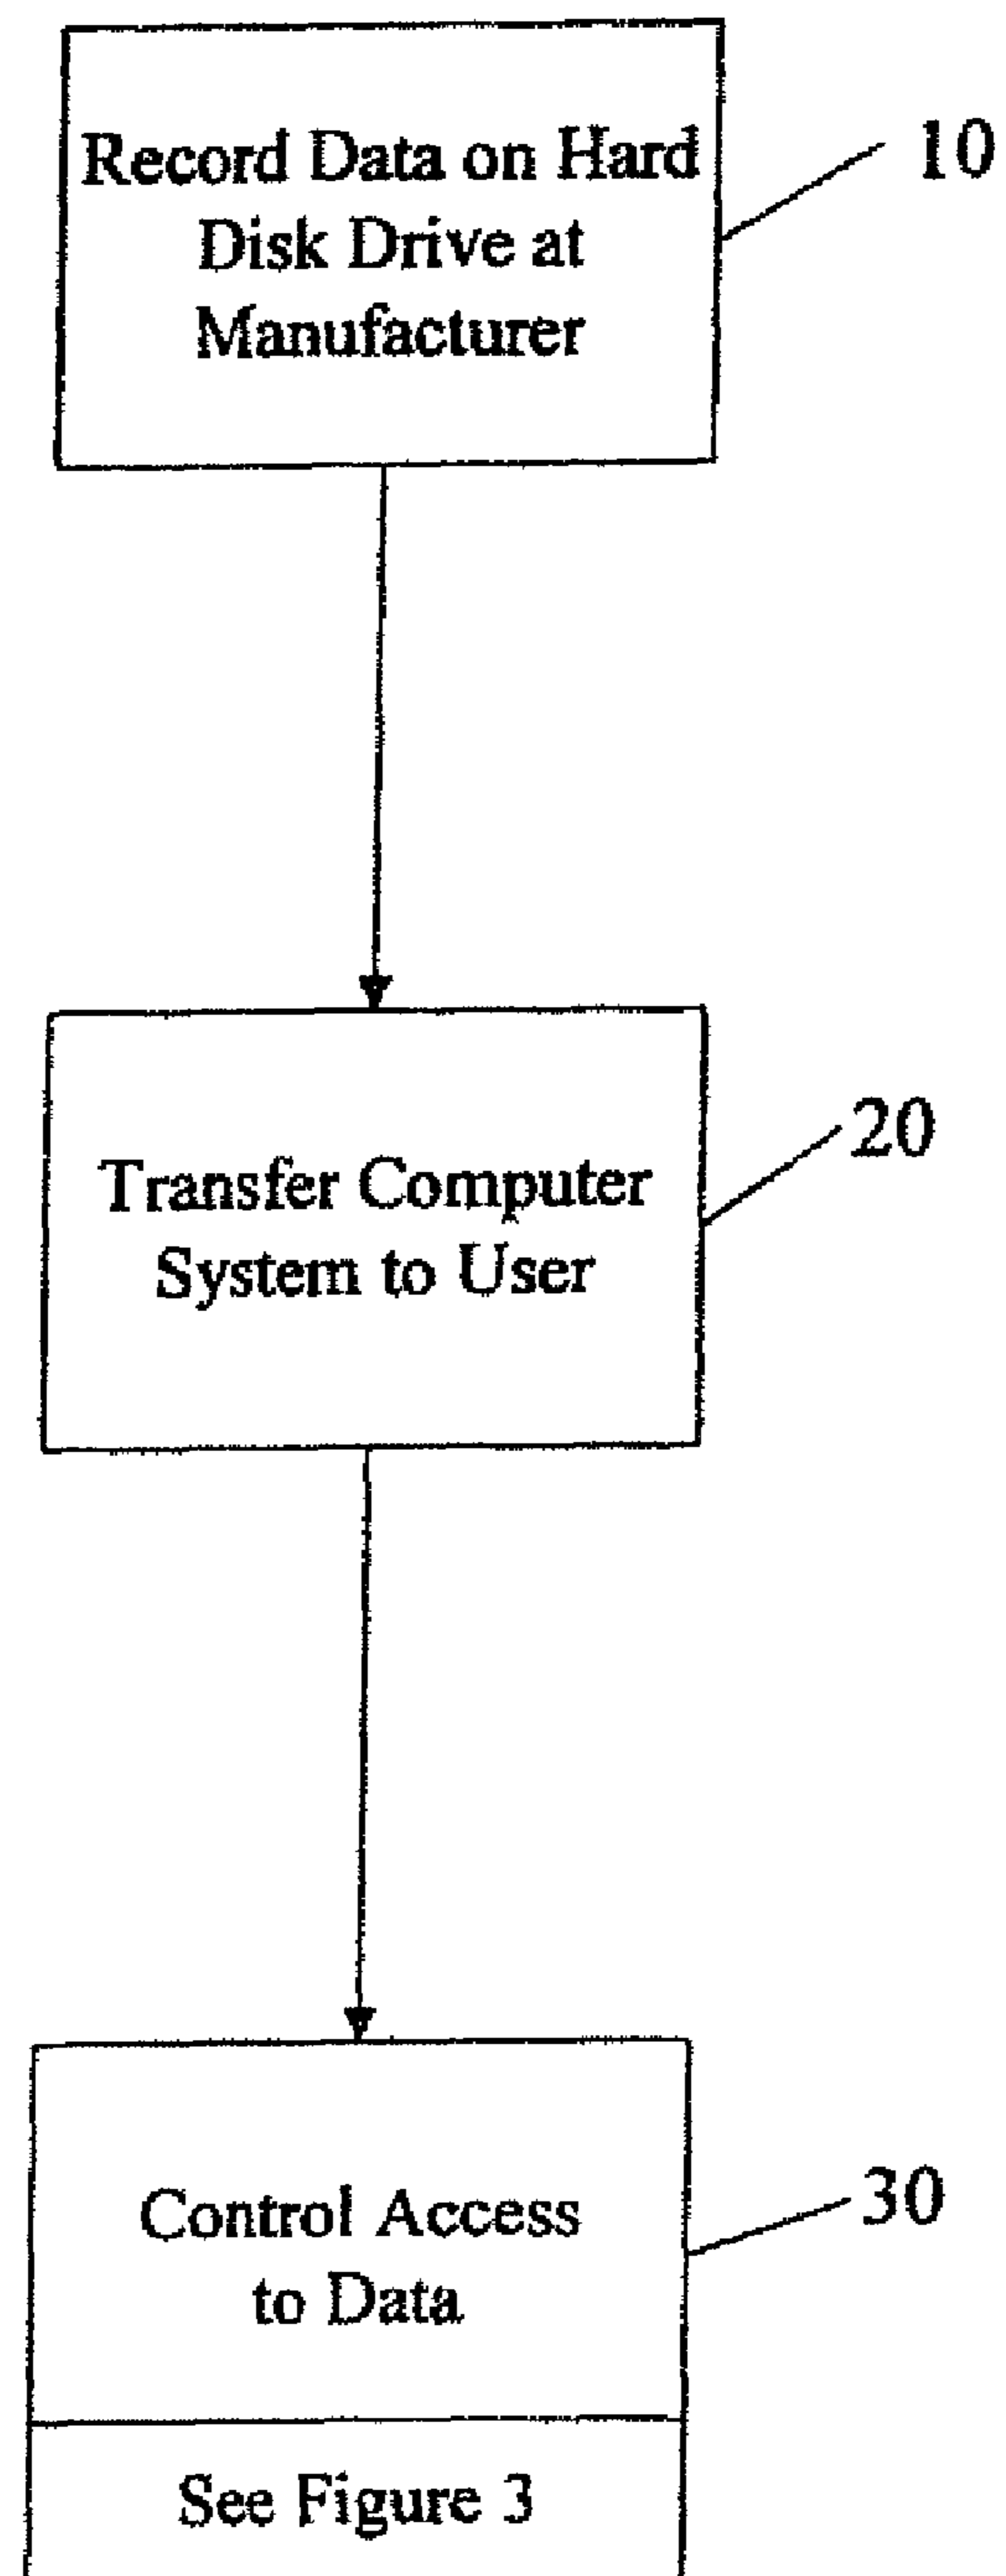 Record Data on Hard
Disk Drive at
Manufacturer
10
Transfer Computer
System to User
20
Control Access
to Data
30
See Figure 3